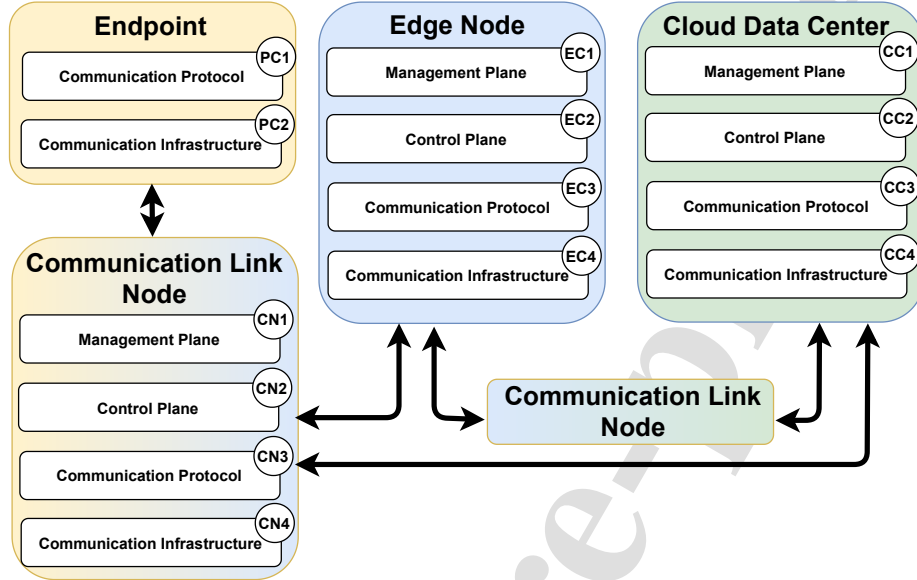 Endpoint
PC1
Communication Protocol
PC2
Communication Infrastructure
Edge Node
EC1
Management Plane
EC2
Control Plane
EC3
Communication Protocol
EC4
Communication Infrastructure
Cloud Data Center
CC1
Management Plane
CC2
Control Plane
CC3
Communication Protocol
CC4
Communication Infrastructure
Communication Link
Node
CN1
Management Plane
CN2
Control Plane
CN3
Communication Protocol
CN4
Communication Infrastructure
Communication Link
Node